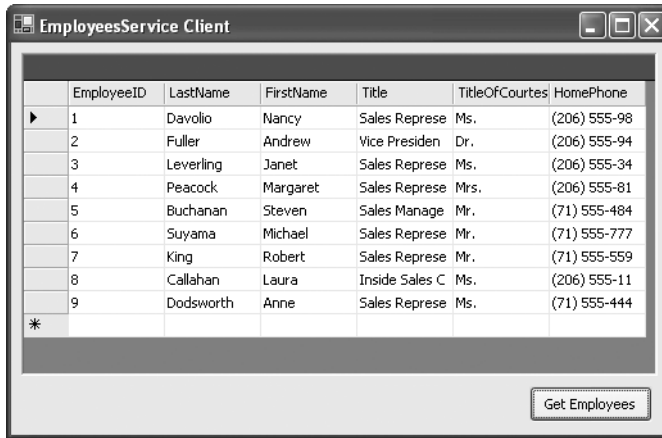 EmployeesService Client
EmployeeID LastName FirstName Title TitleOfCourtes HomePhone
1 Davolio Nancy Sales Represe Ms. (206) 555-98
2 Fuller Andrew Vice Presiden Dr. (206) 555-94
3 Leverling Janet Sales Represe Ms. (206) 555-34
4 Peacock Margaret Sales Represe Mrs. (206) 555-81
5 Buchanan Steven Sales Manage Mr. (71) 555-484
6 Suyama Michael Sales Represe Mr. (71) 555-777
7 King Robert Sales Represe Mr. (71) 555-559
8 Callahan Laura Inside Sales C Ms. (206) 555-11
9 Dodsworth Anne Sales Represe Ms. (71) 555-444
Get Employees